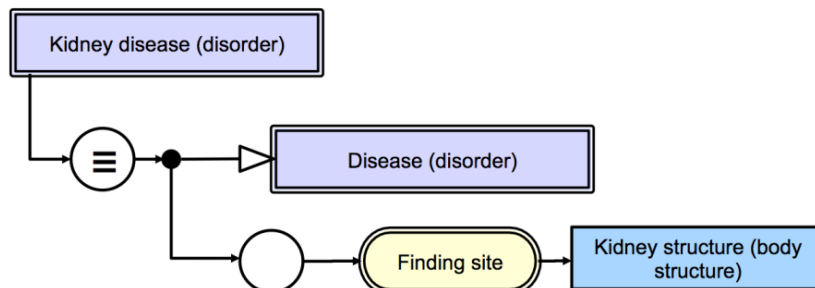 Kidney disease (disorder)
≡
Disease (disorder)
Finding site
Kidney structure (body
structure)